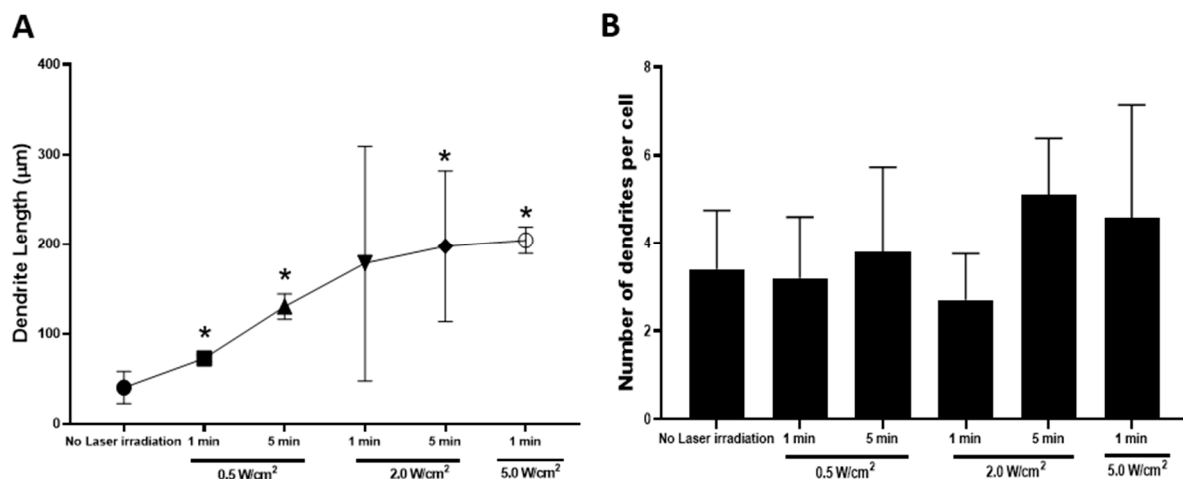 A
Dendrite Length (μm)
400
300
200
100
0
*
*
*
*
No Laser irradiation 1 min 5 min 1 min 5 min 1 min
0.5 W/cm² 2.0 W/cm² 5.0 W/cm²
B
Number of dendrites per cell
8
6
4
2
0
No Laser irradiation 1 min 5 min 1 min 5 min 1 min
0.5 W/cm² 2.0 W/cm² 5.0 W/cm²